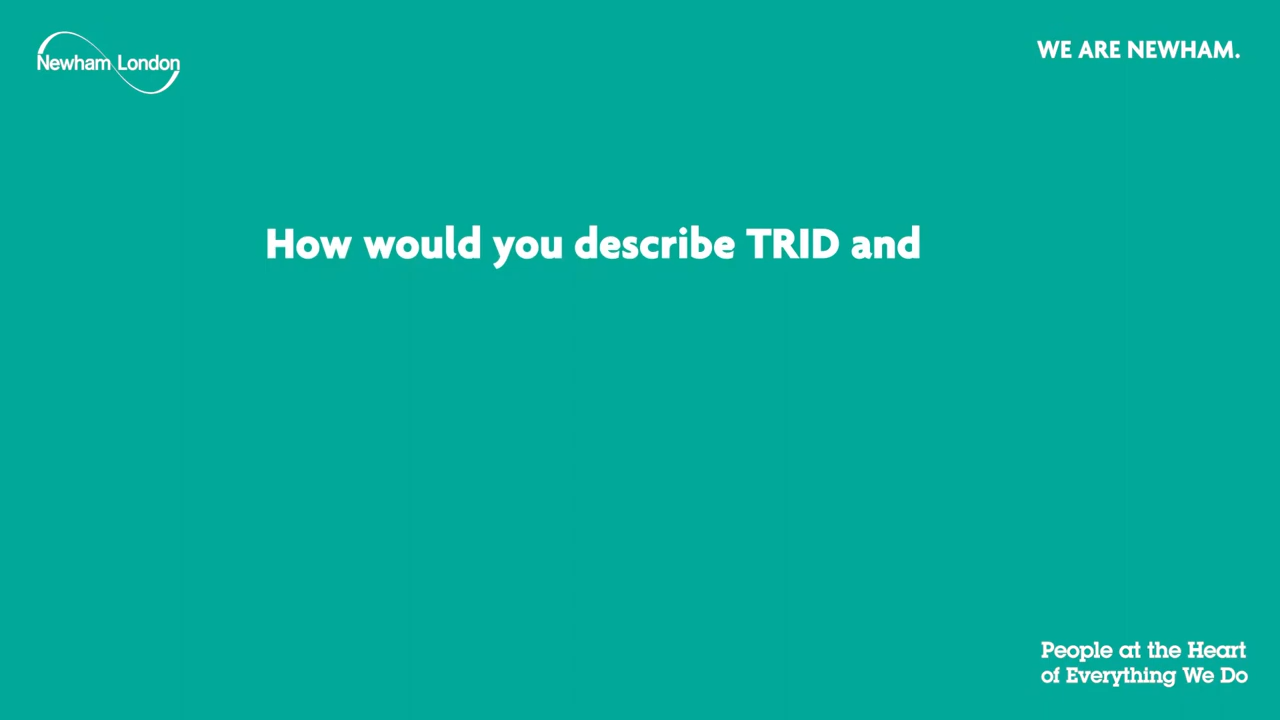 Newham London
WE ARE NEWHAM.
How would you describe TRID and
People at the Heart
of Everything We Do